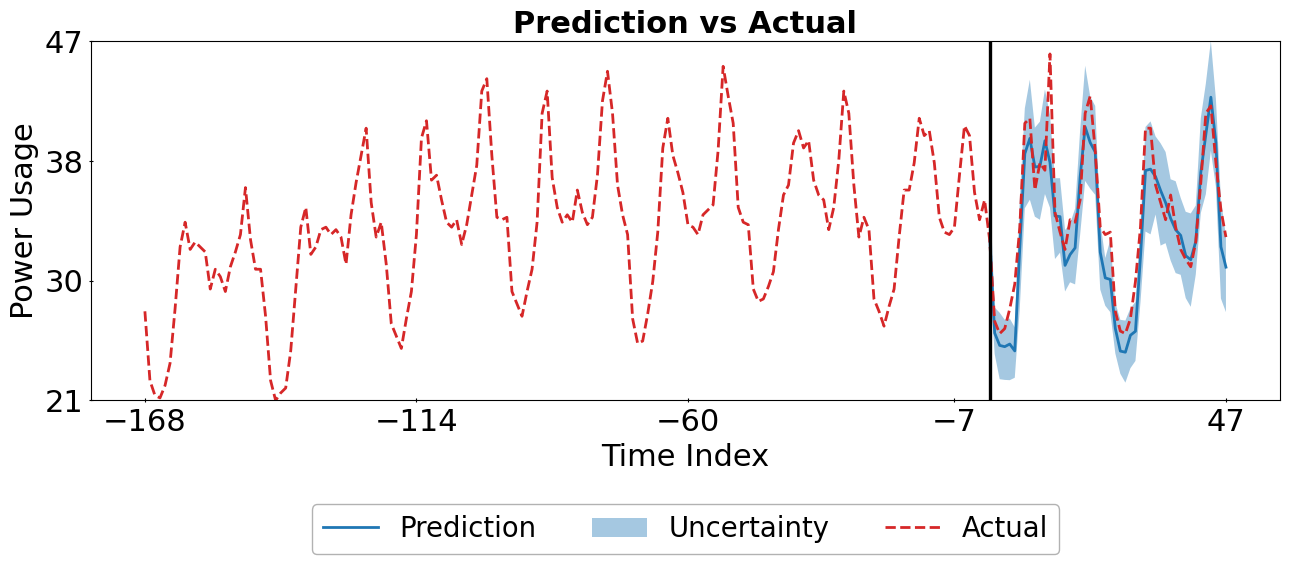 Prediction vs Actual
47
38
30
21
Power Usage
−168 −114 −60 −7 47
Time Index
Prediction Uncertainty Actual